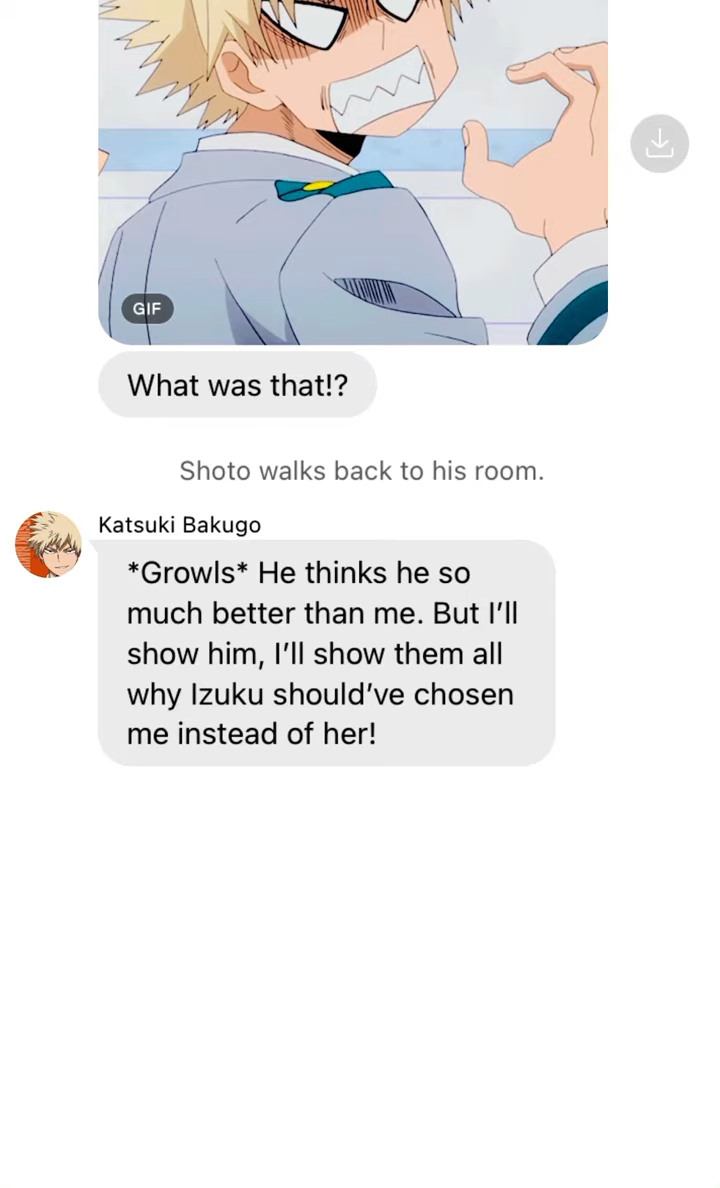 GIF
What was that!?
Shoto walks back to his room.
Katsuki Bakugo
*Growls* He thinks he so
much better than me. But I’ll
show him, I’ll show them all
why Izuku should’ve chosen
me instead of her!